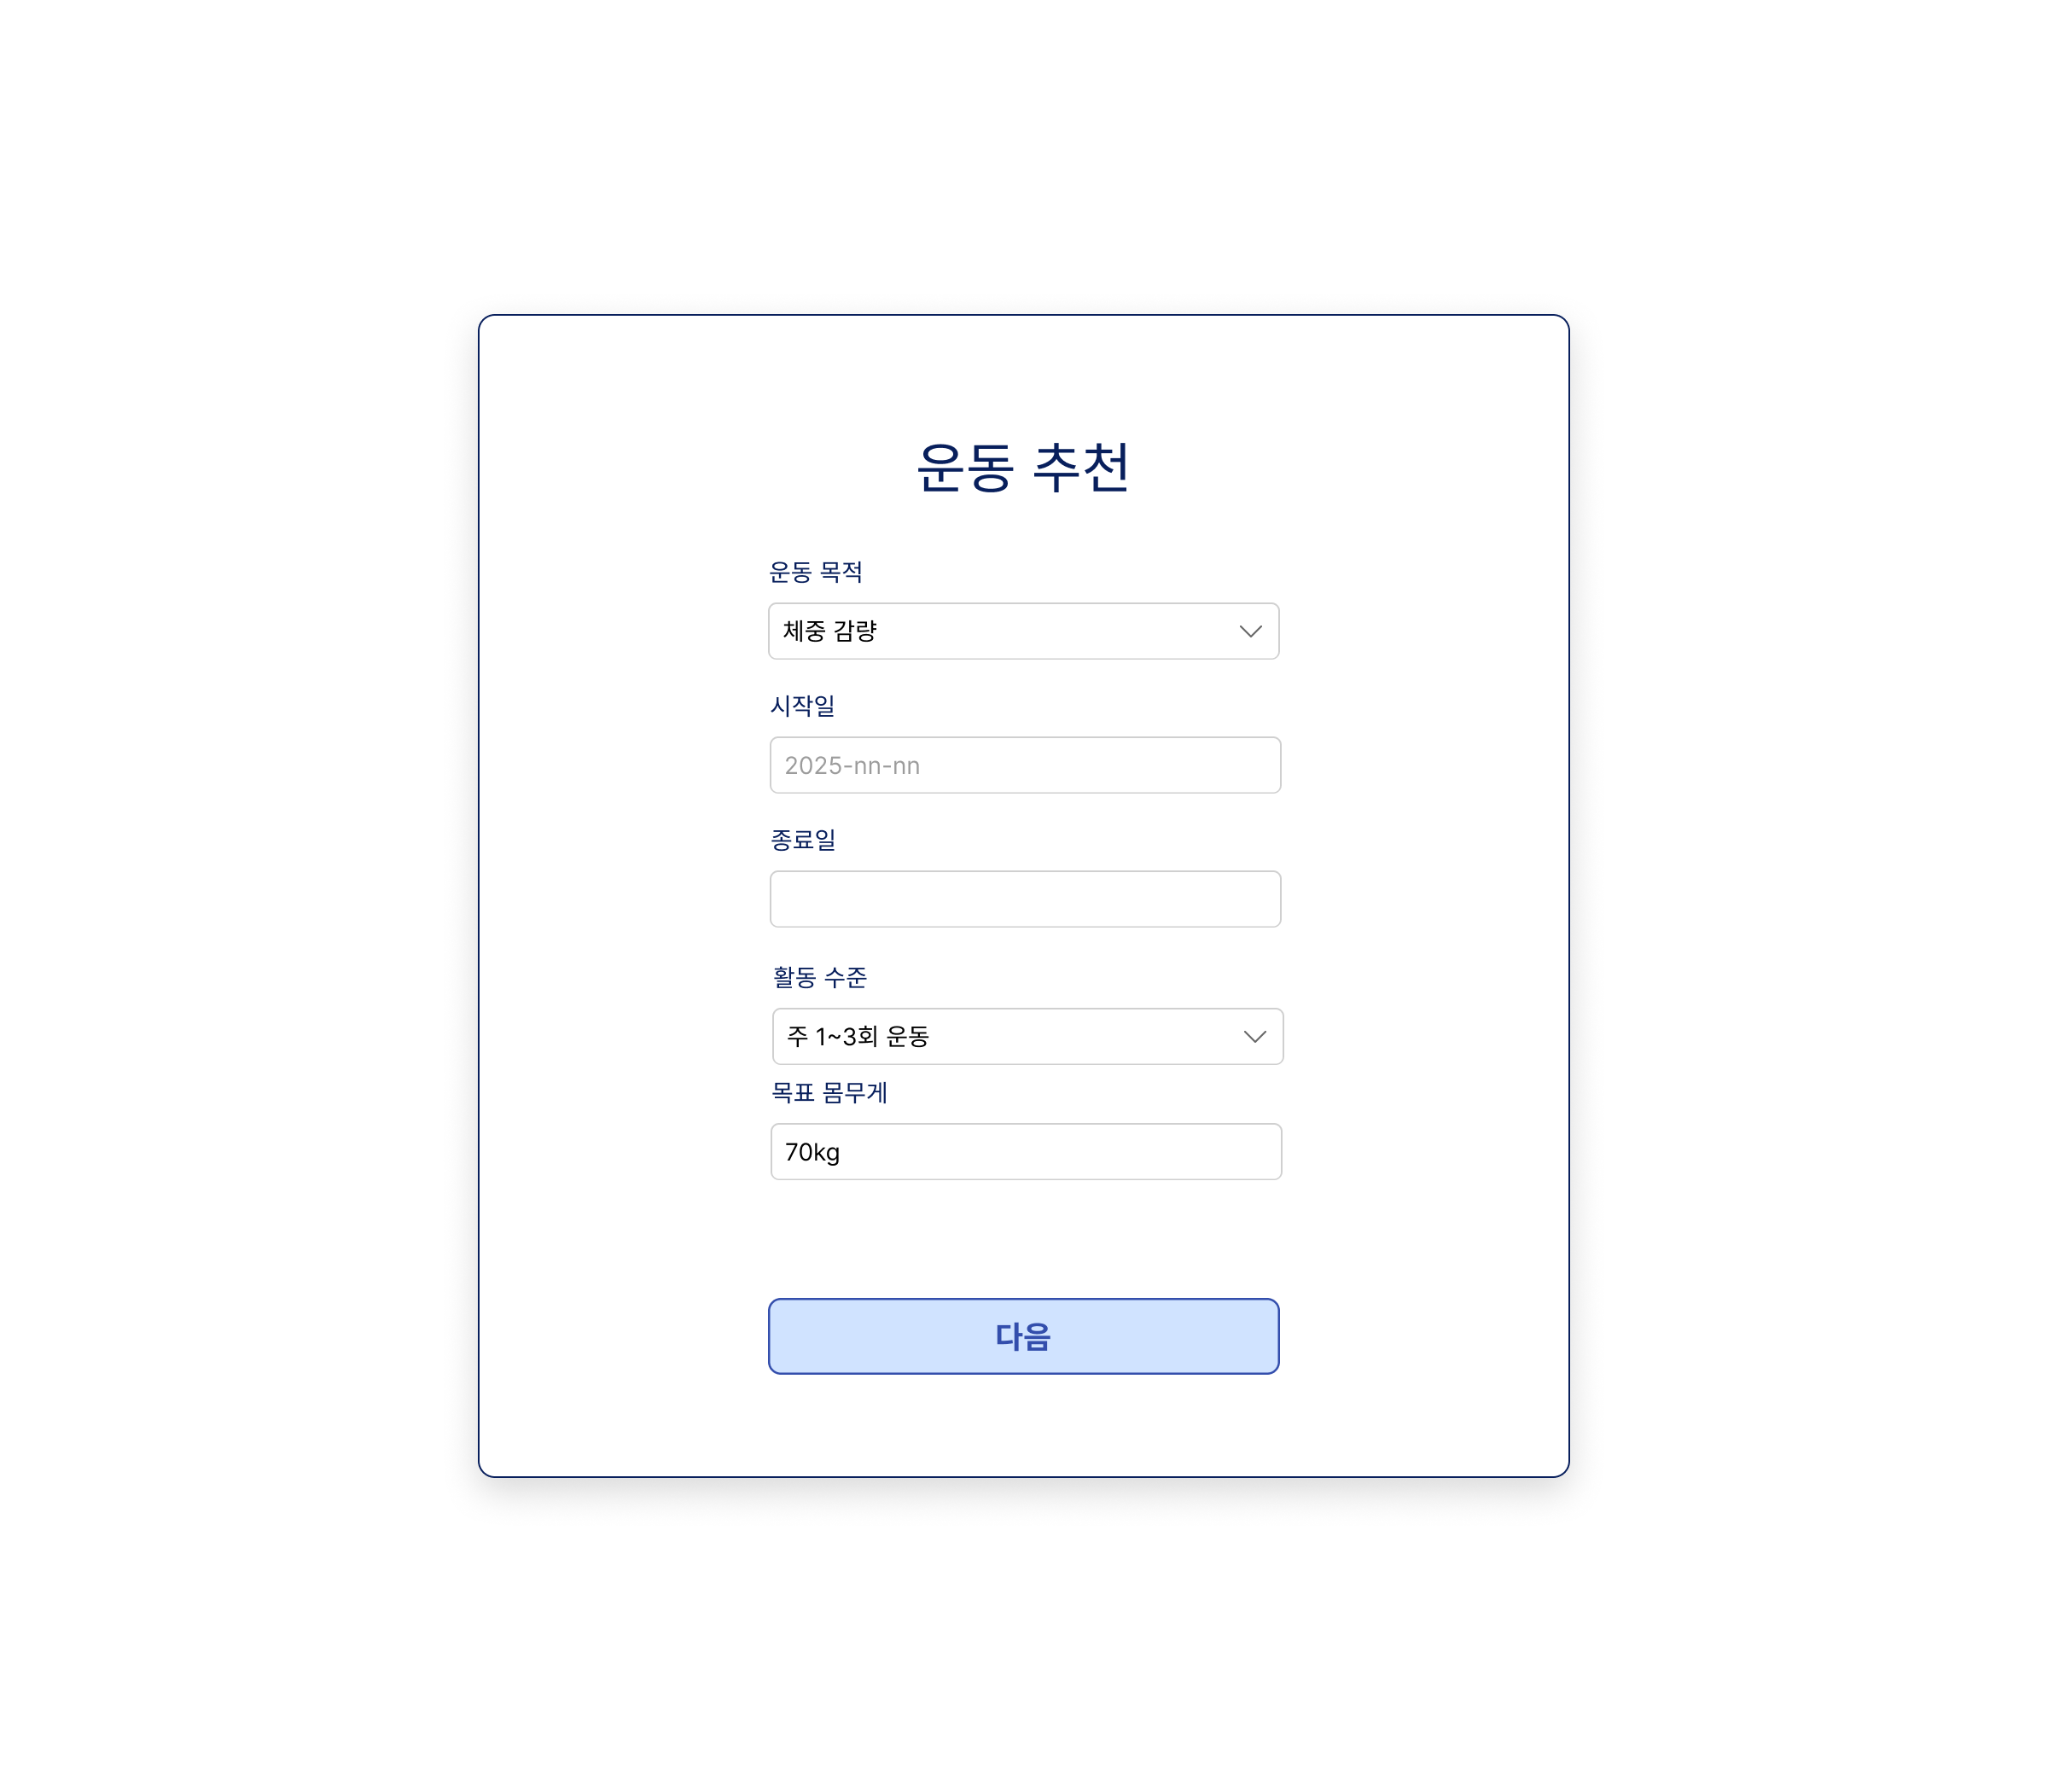 운동 추천
운동 목적
체중 감량
시작일
2025-nn-nn
종료일
활동 수준
주 1~3회 운동
목표 몸무게
70kg
다음